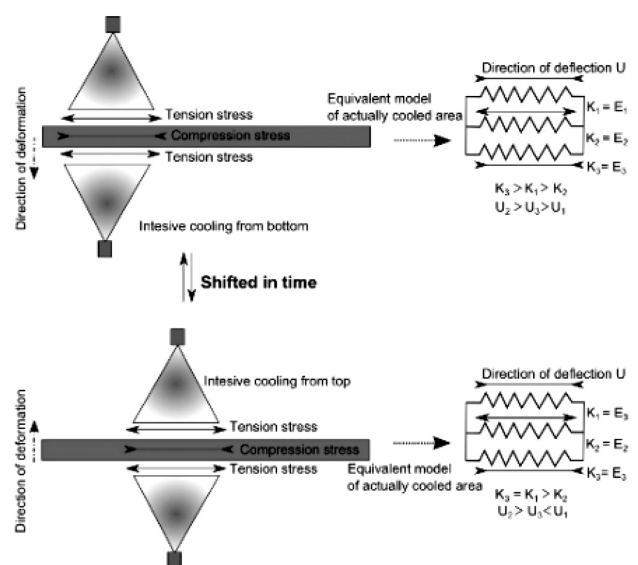 Direction of deformation
Tension stress
Compression stress
Tension stress
Intesive cooling from bottom
Equivalent model
of actually cooled area
Direction of deflection U
K₁ = E₁
K₂ = E₂
K₃ = E₃
K₃ > K₁ > K₂
U₂ > U₃ > U₁
Shifted in time
Direction of deformation
Intesive cooling from top
Tension stress
Compression stress
Tension stress
Equivalent model
of actually cooled area
Direction of deflection U
K₁ = E₃
K₂ = E₂
K₃ = E₃
K₃ = K₁ > K₂
U₂ > U₃ < U₁